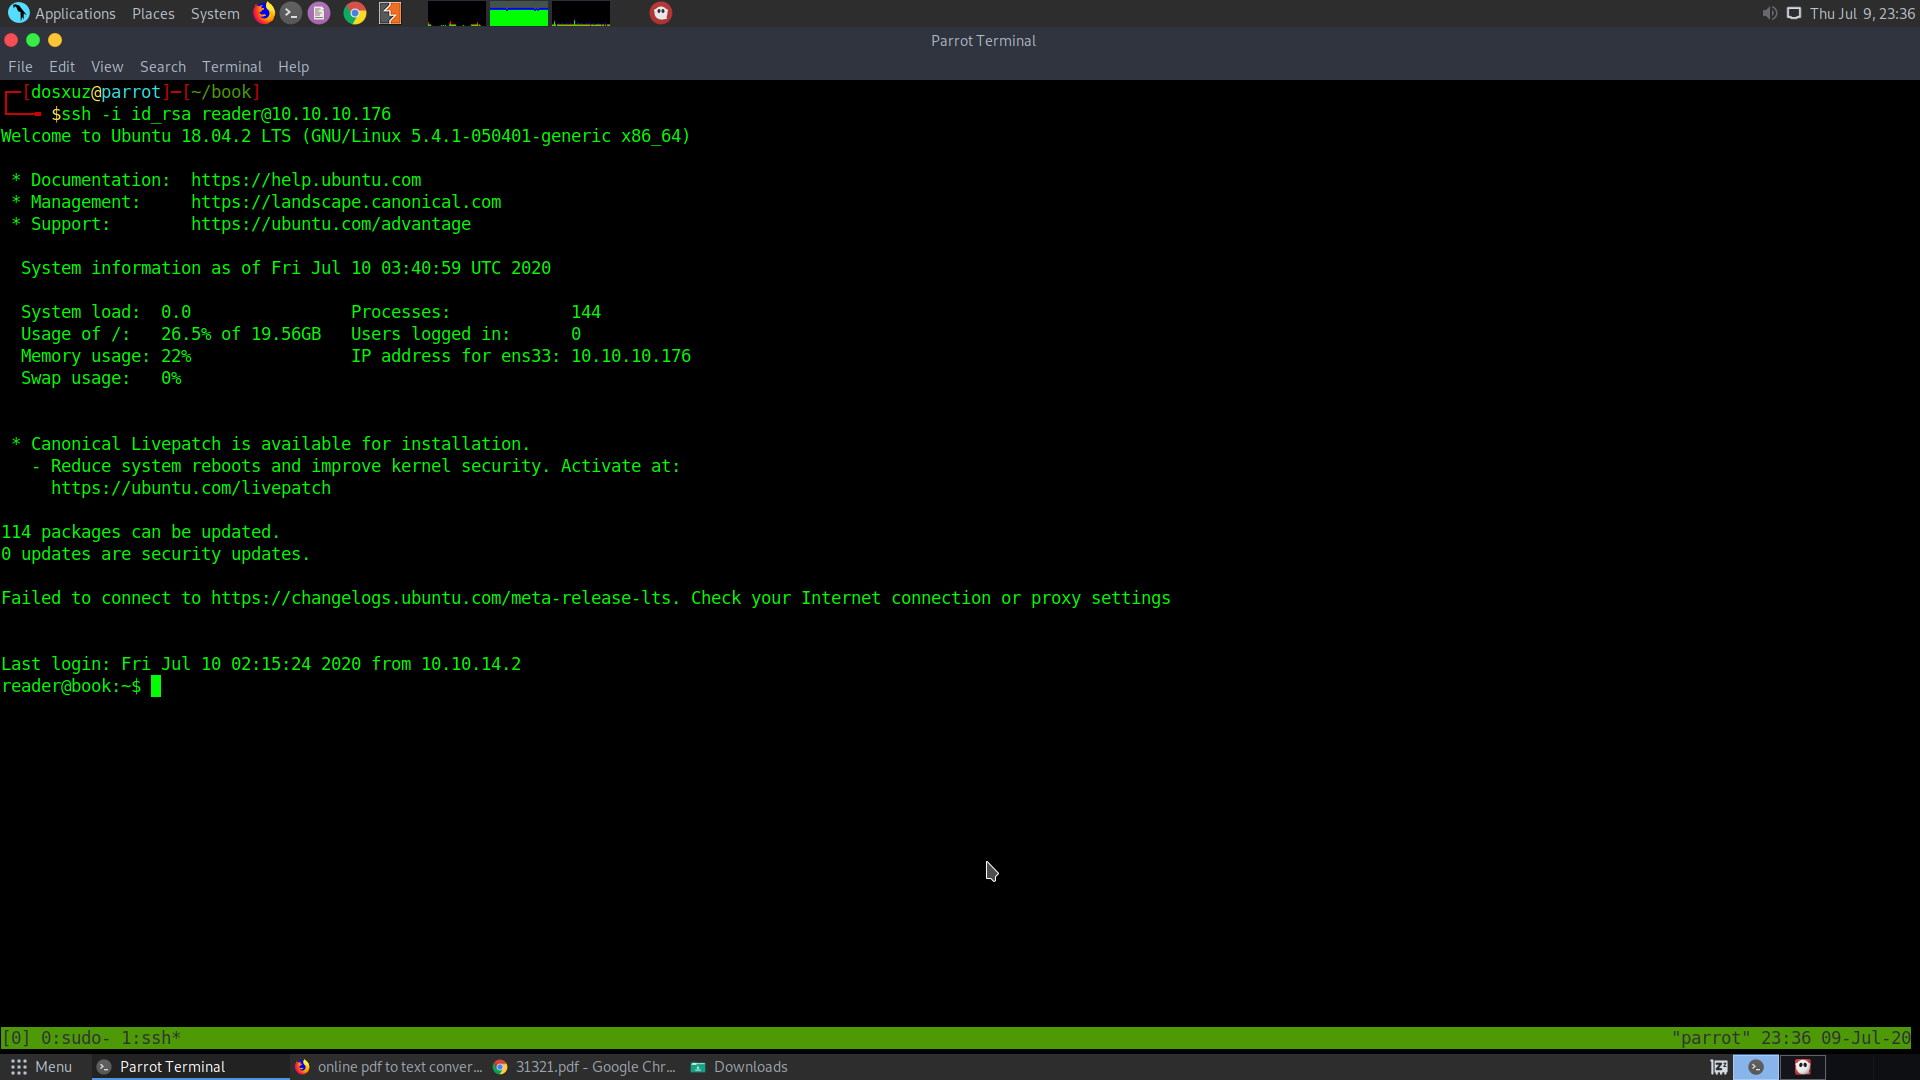 Applications Places System Thu Jul 9, 23:36
Parrot Terminal
File Edit View Search Terminal Help
┌─[dosxuz@parrot]─[~/book]
└──╼ $ssh -i id_rsa reader@10.10.10.176
Welcome to Ubuntu 18.04.2 LTS (GNU/Linux 5.4.1-050401-generic x86_64)
* Documentation: https://help.ubuntu.com
* Management: https://landscape.canonical.com
* Support: https://ubuntu.com/advantage
System information as of Fri Jul 10 03:40:59 UTC 2020
System load: 0.0 Processes: 144
Usage of /: 26.5% of 19.56GB Users logged in: 0
Memory usage: 22% IP address for ens33: 10.10.10.176
Swap usage: 0%
* Canonical Livepatch is available for installation.
- Reduce system reboots and improve kernel security. Activate at:
https://ubuntu.com/livepatch
114 packages can be updated.
0 updates are security updates.
Failed to connect to https://changelogs.ubuntu.com/meta-release-lts. Check your Internet connection or proxy settings
Last login: Fri Jul 10 02:15:24 2020 from 10.10.14.2
reader@book:~$
[0] 0:sudo- 1:ssh* "parrot" 23:36 09-Jul-20
Menu Parrot Terminal online pdf to text conver... 31321.pdf - Google Chr... Downloads